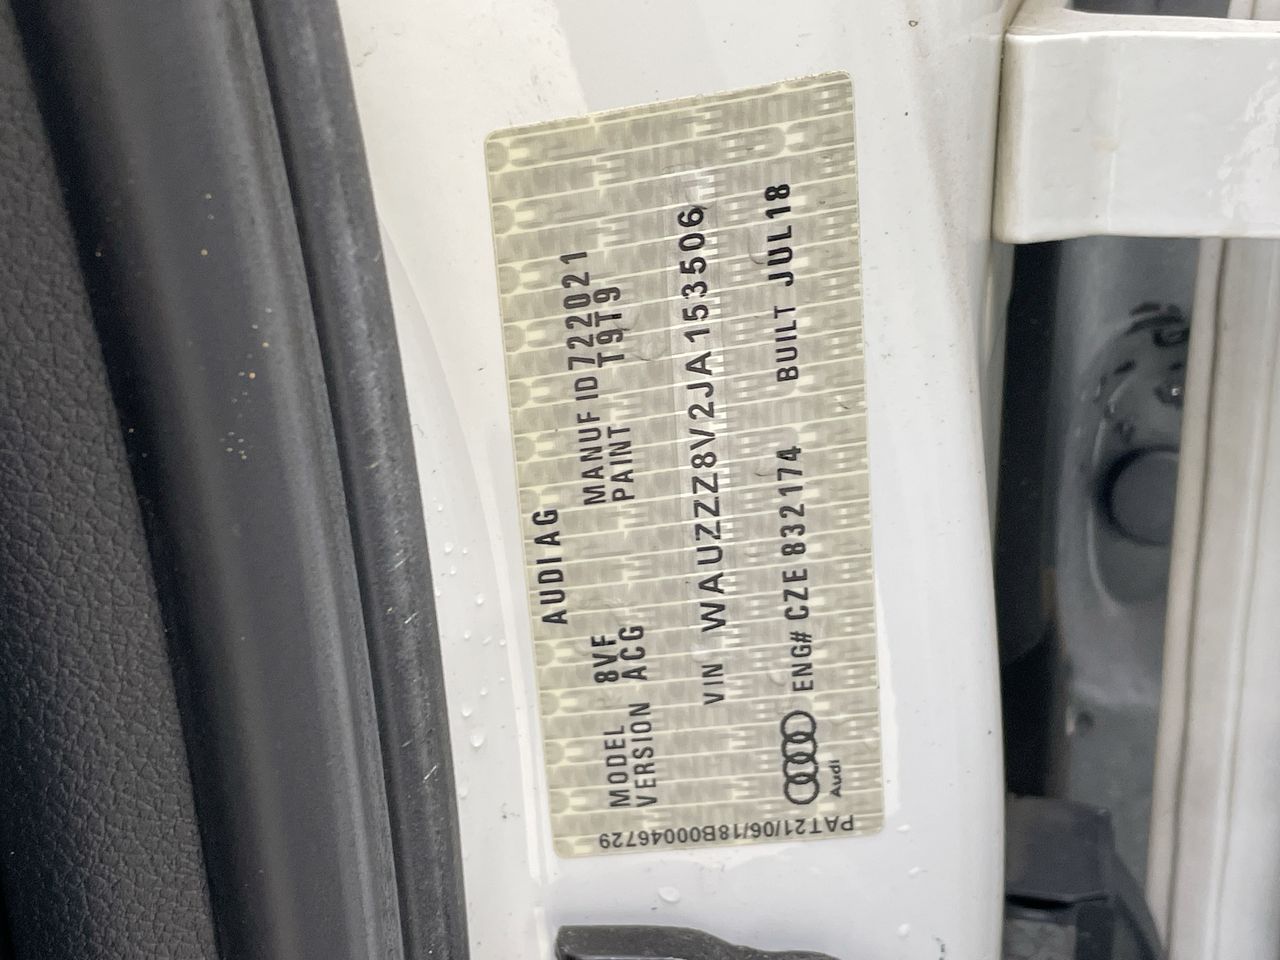 AUDI AG
MODEL 8VF MANUF ID 722021
VERSION ACG PAINT T9T9
VIN WAUZZZ8V2JA153506
ENG# CZE 832174 BUILT JUL18
Audi
PAT21/06/18B00046729